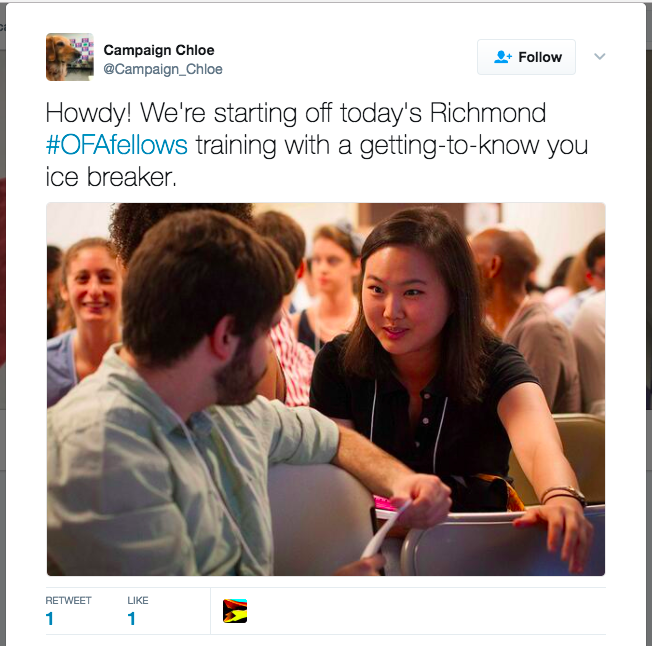 Campaign Chloe
@Campaign_Chloe
Follow
Howdy! We're starting off today's Richmond
#OFAfellows training with a getting-to-know you
ice breaker.
RETWEET
1
LIKE
1